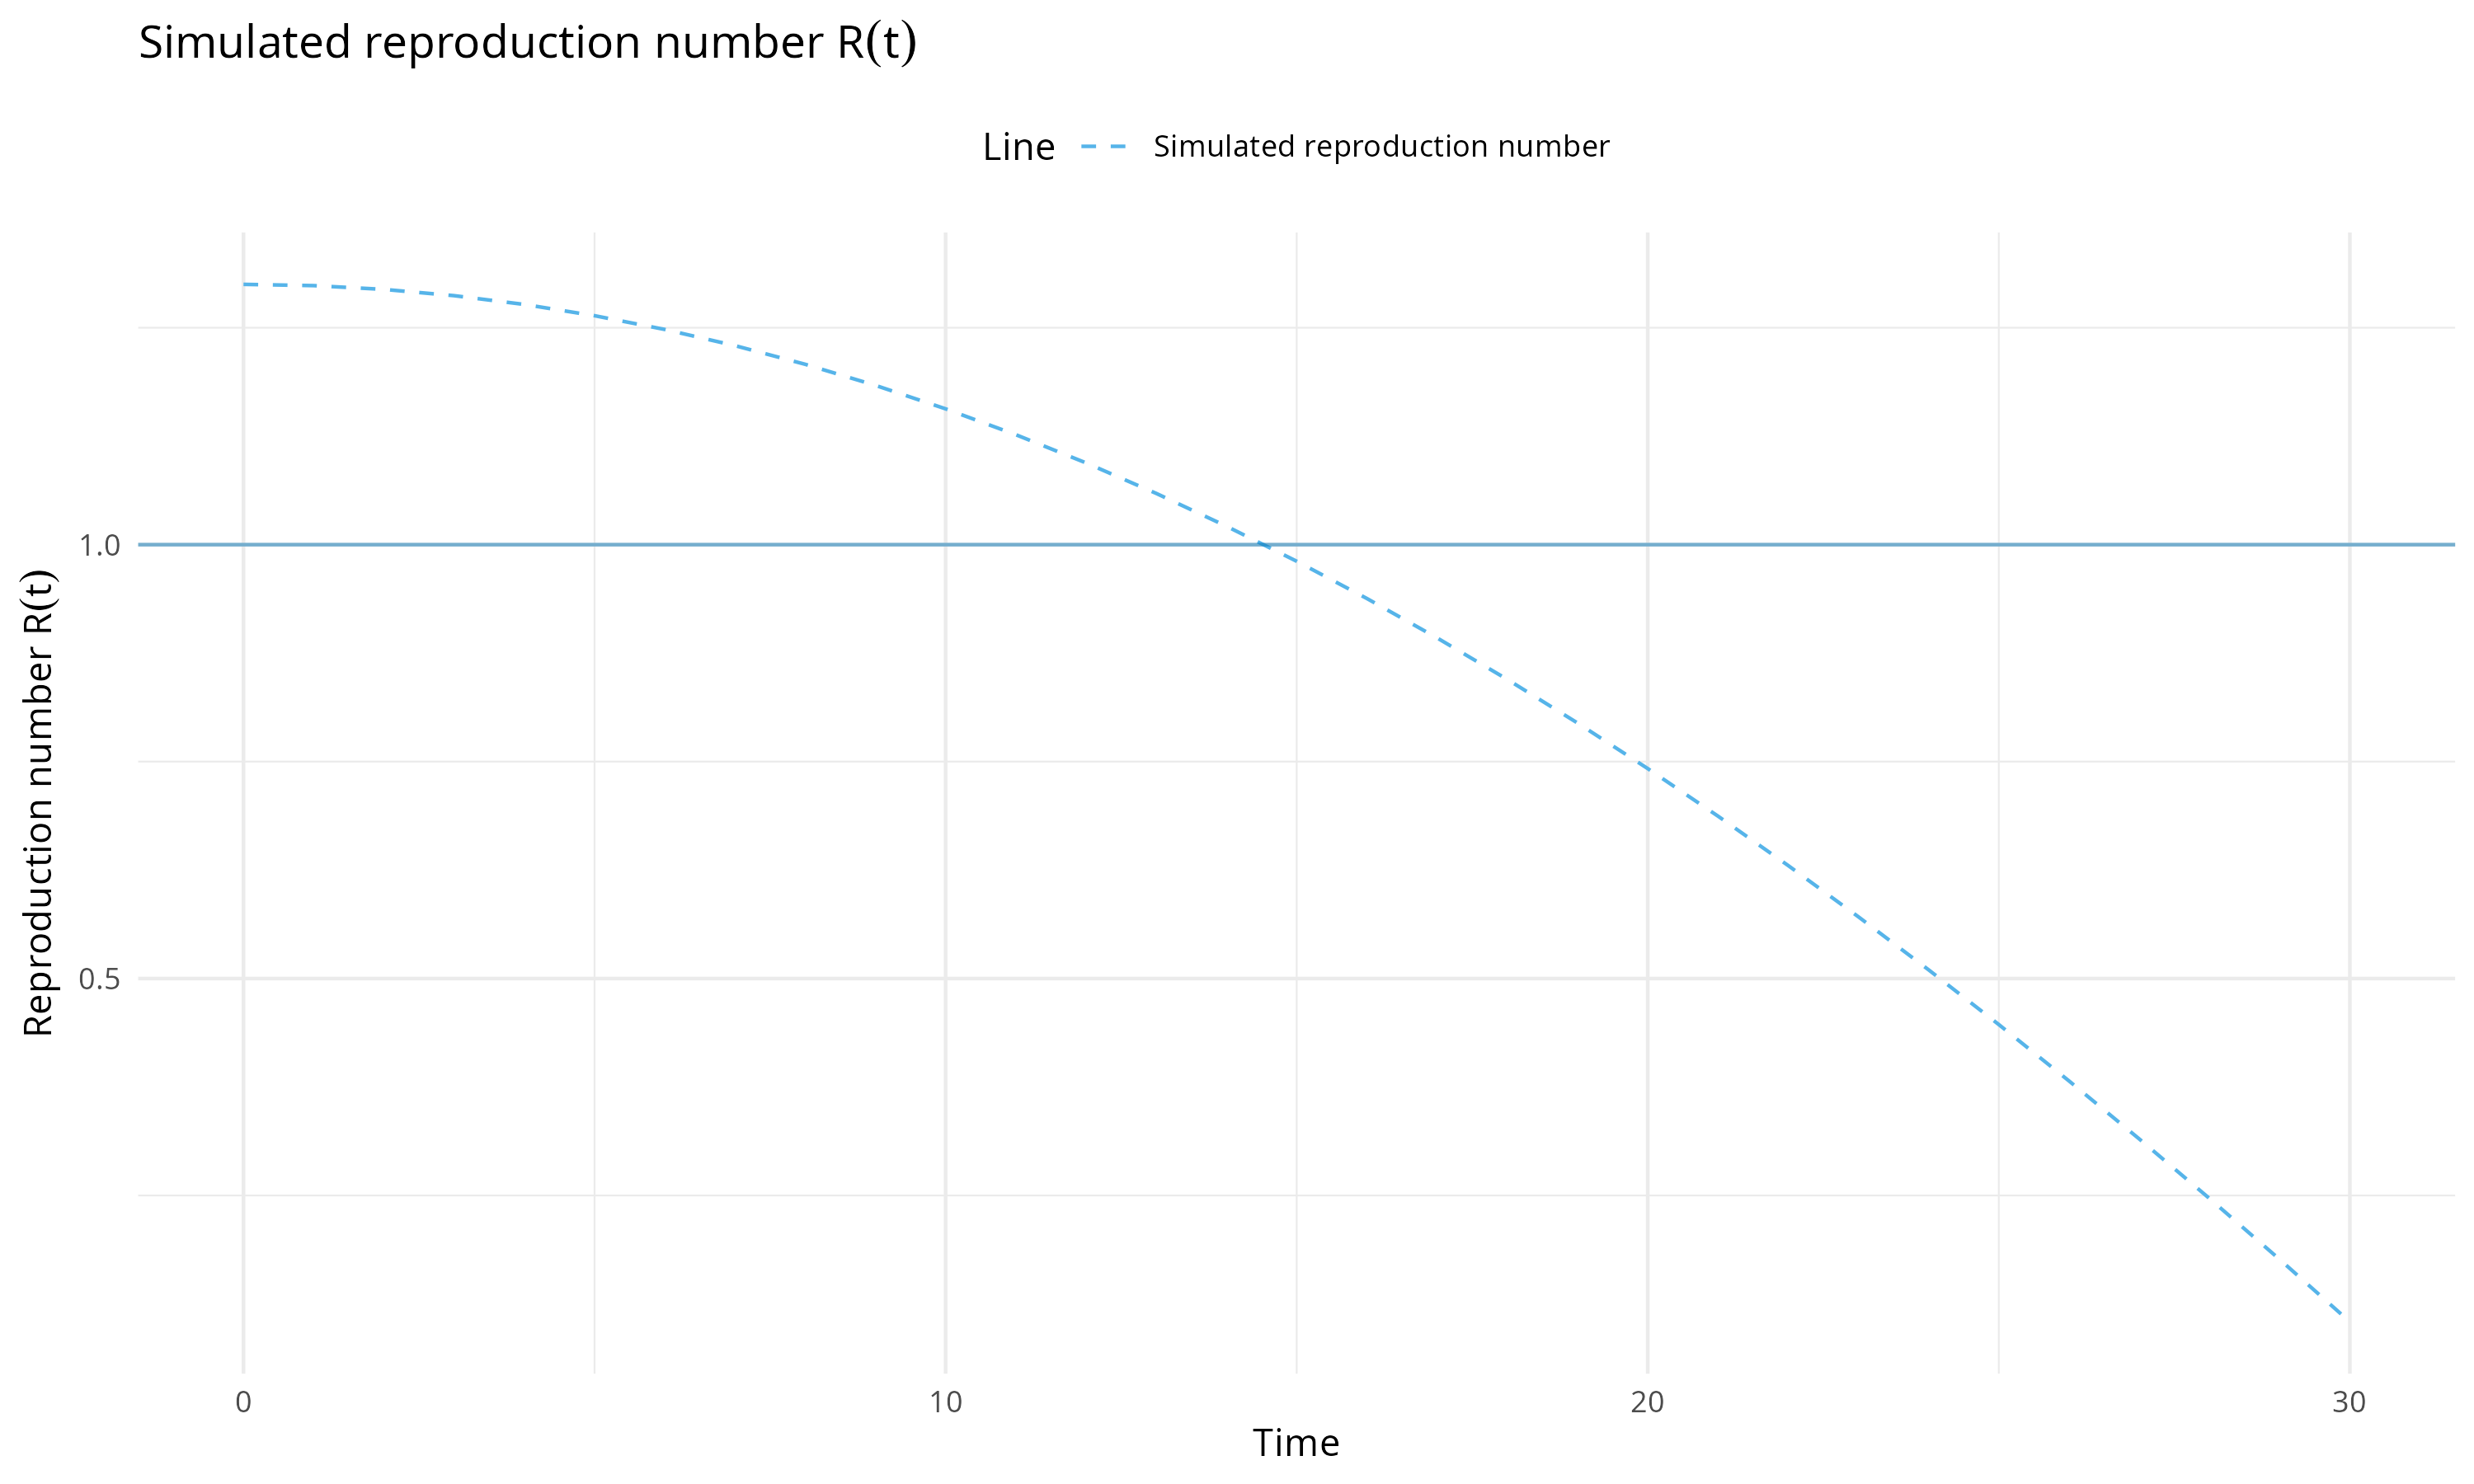 Simulated reproduction number R(t)
Line Simulated reproduction number
Reproduction number R(t)
1.0
0.5
0 10 20 30
Time